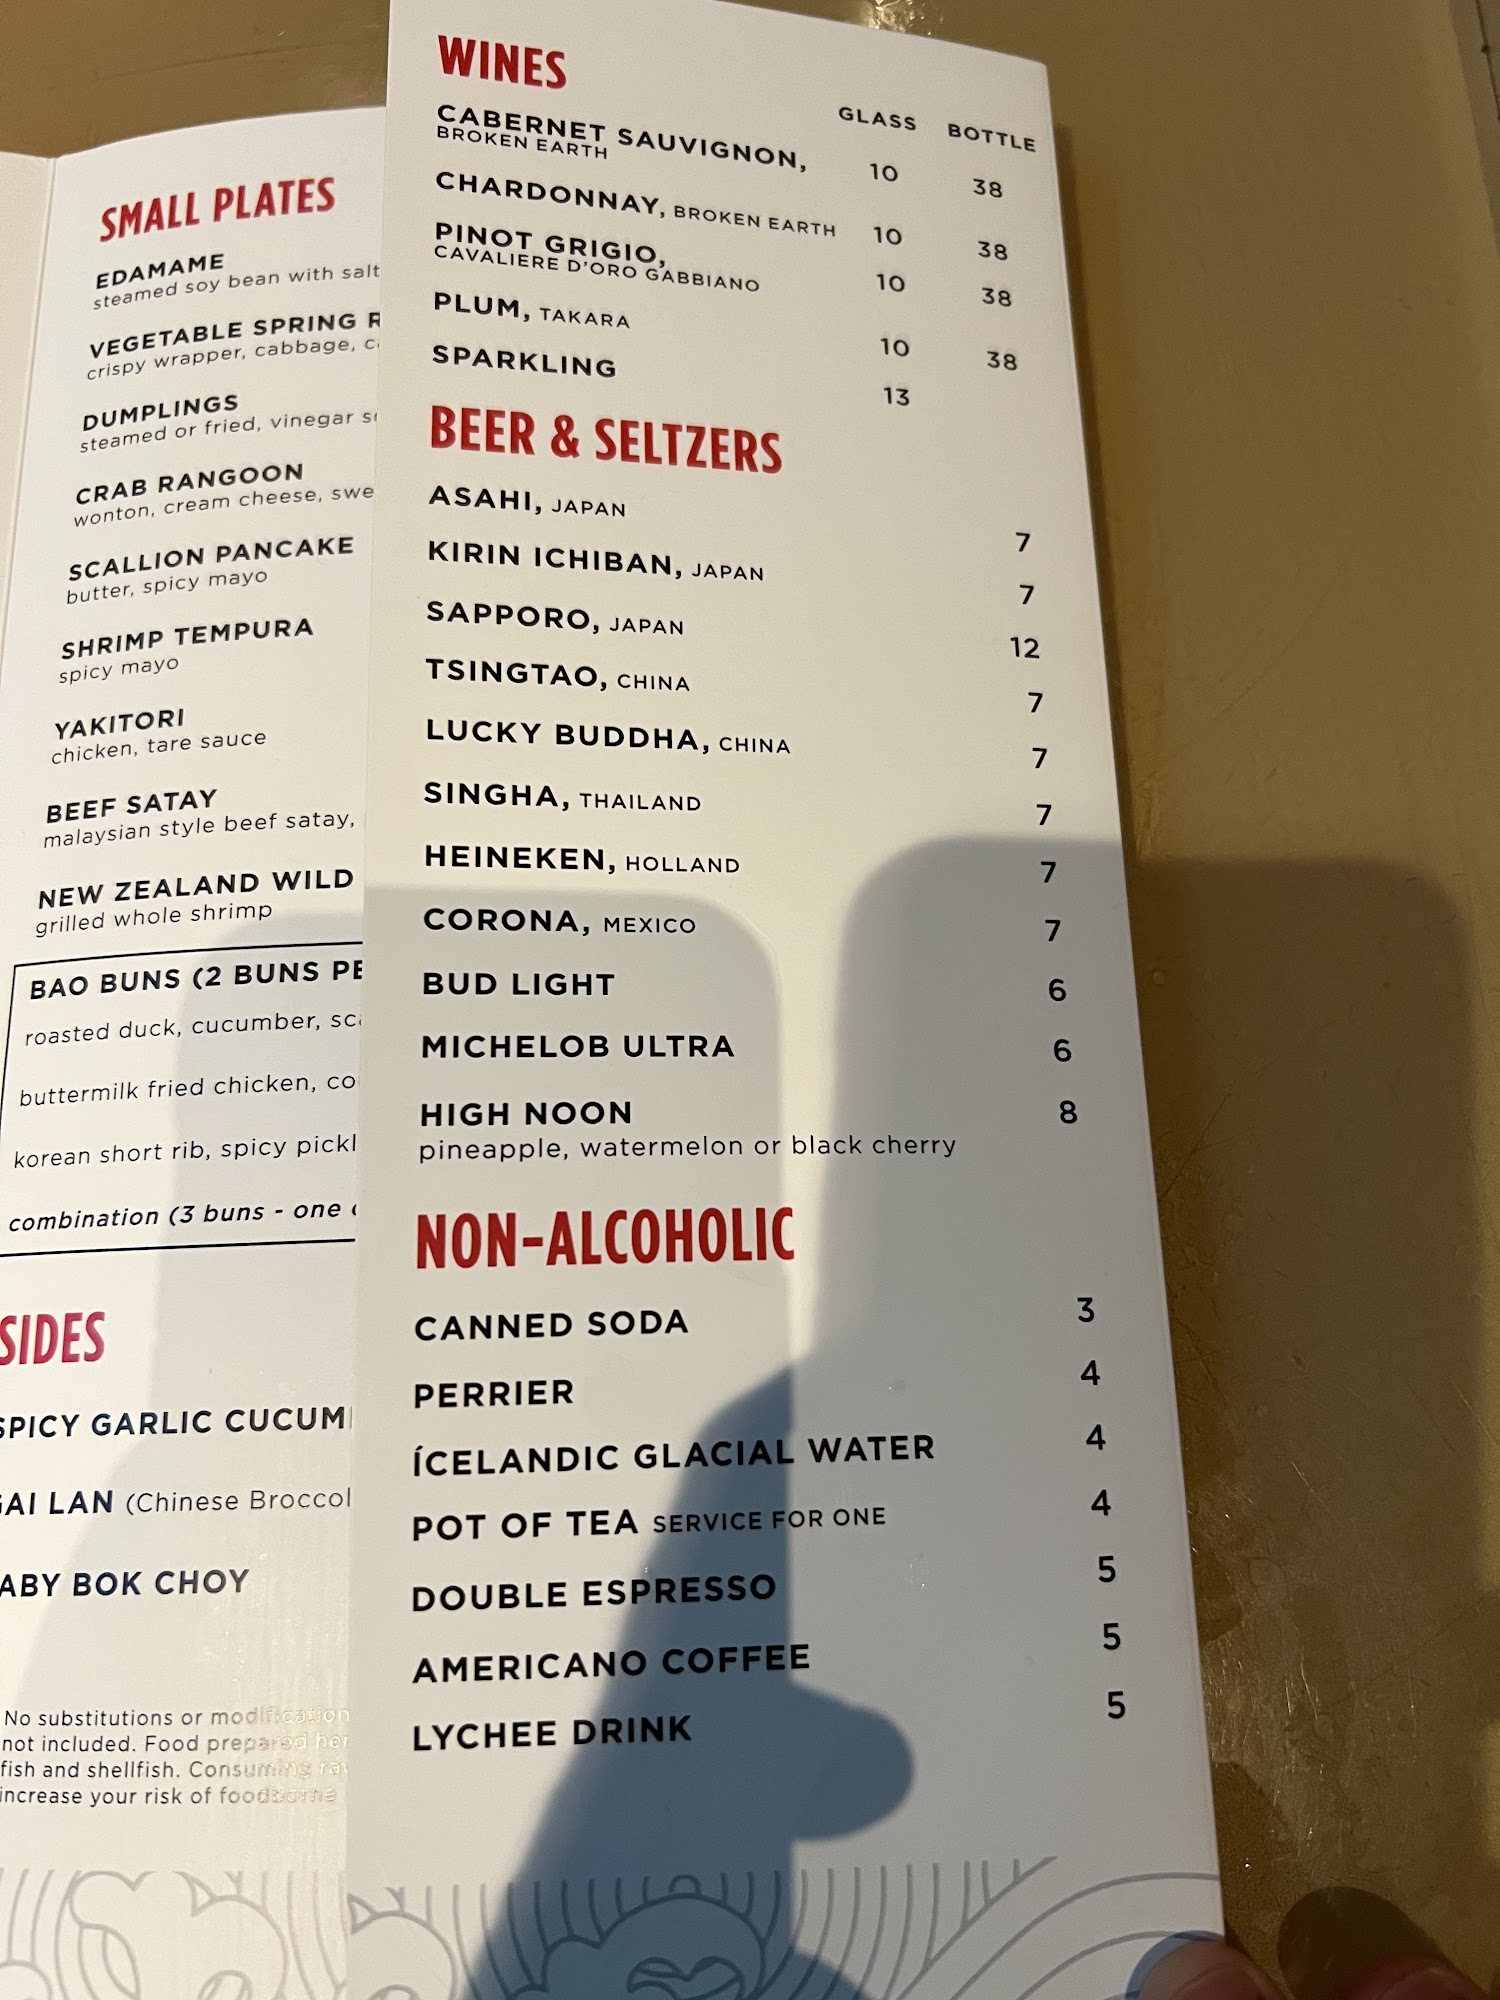 SMALL PLATES
EDAMAME
steamed soy bean with salt
VEGETABLE SPRING
crispy wrapper, cabbage,
DUMPLINGS
steamed or fried, vinegar
CRAB RANGOON
wonton, cream cheese,
SCALLION PANCAKE
butter, spicy mayo
SHRIMP TEMPURA
spicy mayo
YAKITORI
chicken, tare sauce
BEEF SATAY
malaysian style beef satay,
NEW ZEALAND WILD
grilled whole shrimp
BAO BUNS (2 BUNS
roasted duck, cucumber,
buttermilk fried chicken,
korean short rib, spicy
combination (3 buns - one
SIDES
SPICY GARLIC
GAI LAN (Chinese
BABY BOK CHOY
No substitutions or
not included. Food prepared
fish and shellfish. Consuming
increase your risk of foodborne
WINES
GLASS BOTTLE
CABERNET SAUVIGNON, 10 38
BROKEN EARTH
CHARDONNAY, BROKEN EARTH 10 38
PINOT GRIGIO, 10 38
CAVALIERE D'ORO GABBIANO
PLUM, TAKARA 10 38
SPARKLING 13
BEER & SELTZERS
ASAHI, JAPAN 7
KIRIN ICHIBAN, JAPAN 7
SAPPORO, JAPAN 12
TSINGTAO, CHINA 7
LUCKY BUDDHA, CHINA 7
SINGHA, THAILAND 7
HEINEKEN, HOLLAND 7
CORONA, MEXICO 7
BUD LIGHT 6
MICHELOB ULTRA 6
HIGH NOON 8
pineapple, watermelon or black cherry
NON-ALCOHOLIC
CANNED SODA 3
PERRIER 4
ÍCELANDIC GLACIAL WATER 4
POT OF TEA SERVICE FOR ONE 4
DOUBLE ESPRESSO 5
AMERICANO COFFEE 5
LYCHEE DRINK 5